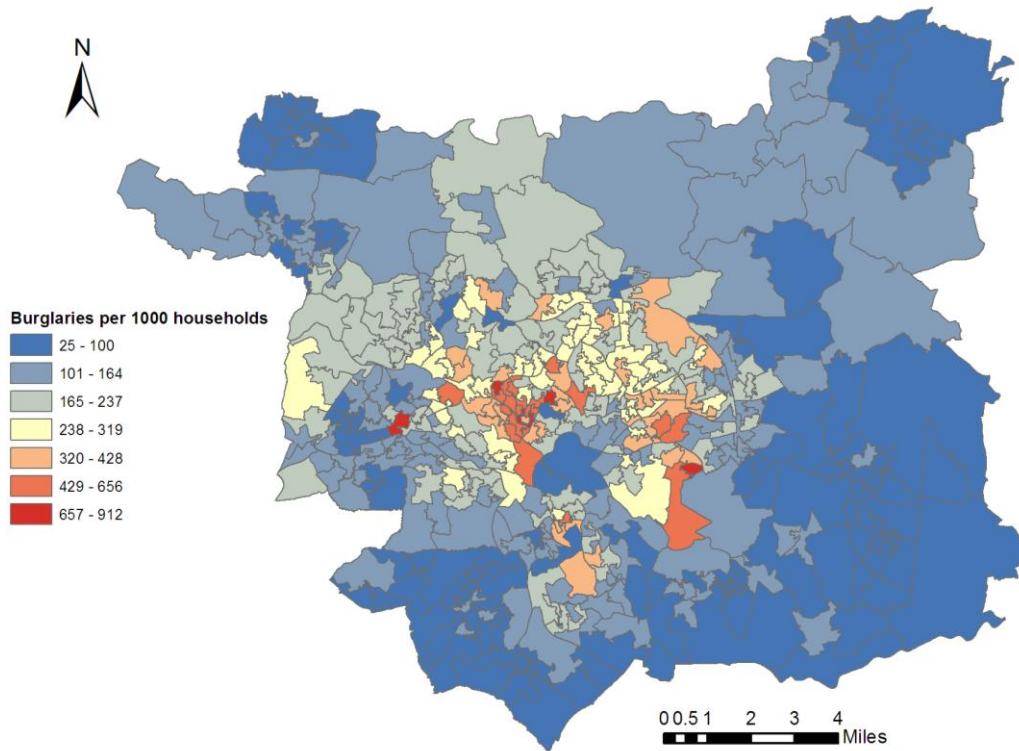 N
Burglaries per 1000 households
25 - 100
101 - 164
165 - 237
238 - 319
320 - 428
429 - 656
657 - 912
0 0.5 1 2 3 4
Miles